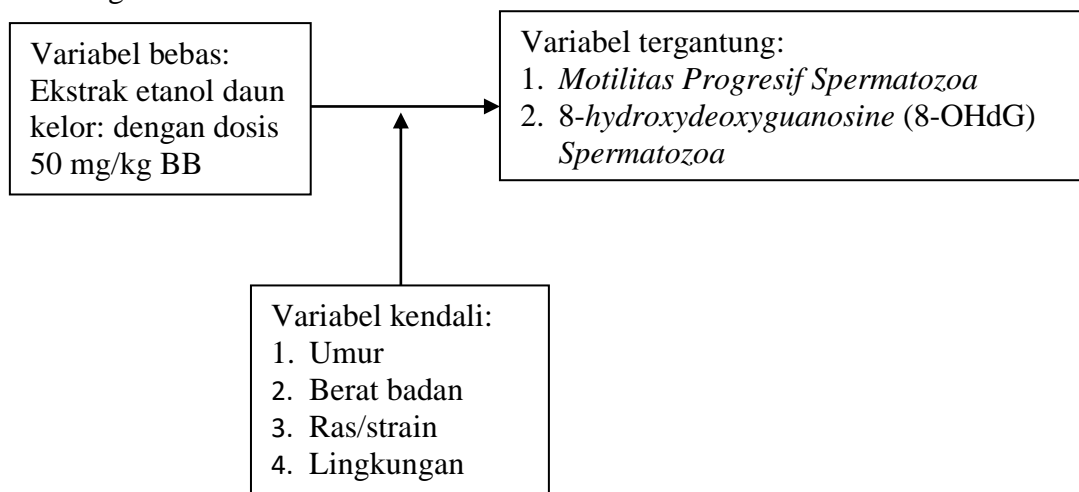 Variabel bebas:
Ekstrak etanol daun
kelor: dengan dosis
50 mg/kg BB
Variabel tergantung:
1. Motilitas Progresif Spermatozoa
2. 8-hydroxydeoxyguanosine (8-OHdG)
Spermatozoa
Variabel kendali:
1. Umur
2. Berat badan
3. Ras/strain
4. Lingkungan